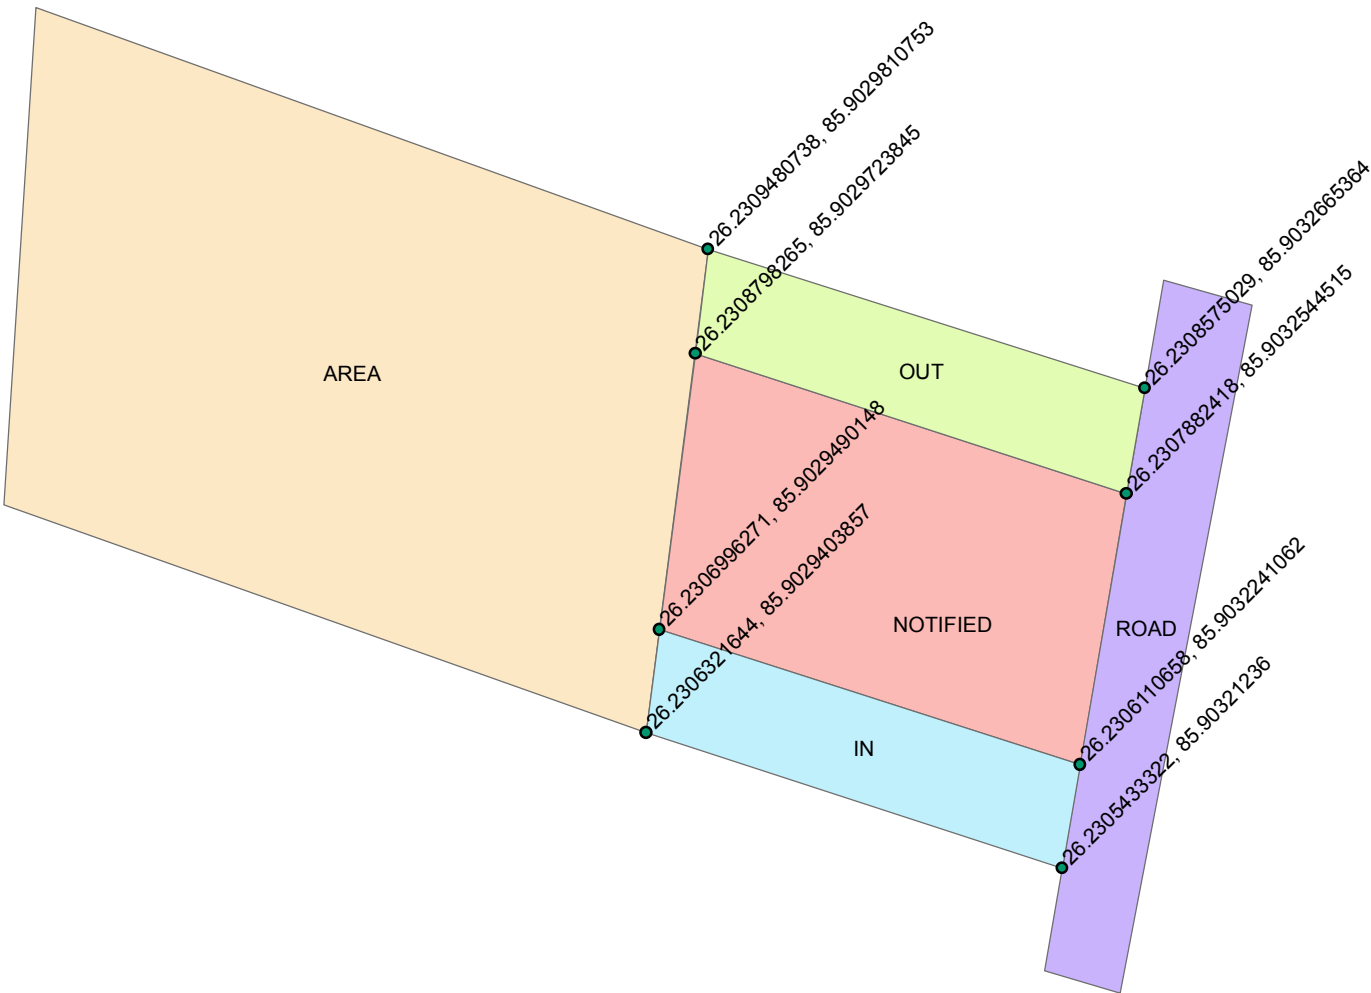 26.2309480738, 85.9029810753
26.2308798265, 85.9029723845
26.2308575029, 85.9032665364
26.2307882418, 85.9032544515
AREA
OUT
26.2306996271, 85.9029490148
26.2306321644, 85.9029403857
NOTIFIED
ROAD
26.2306110658, 85.9032241062
26.2305433322, 85.90321236
IN